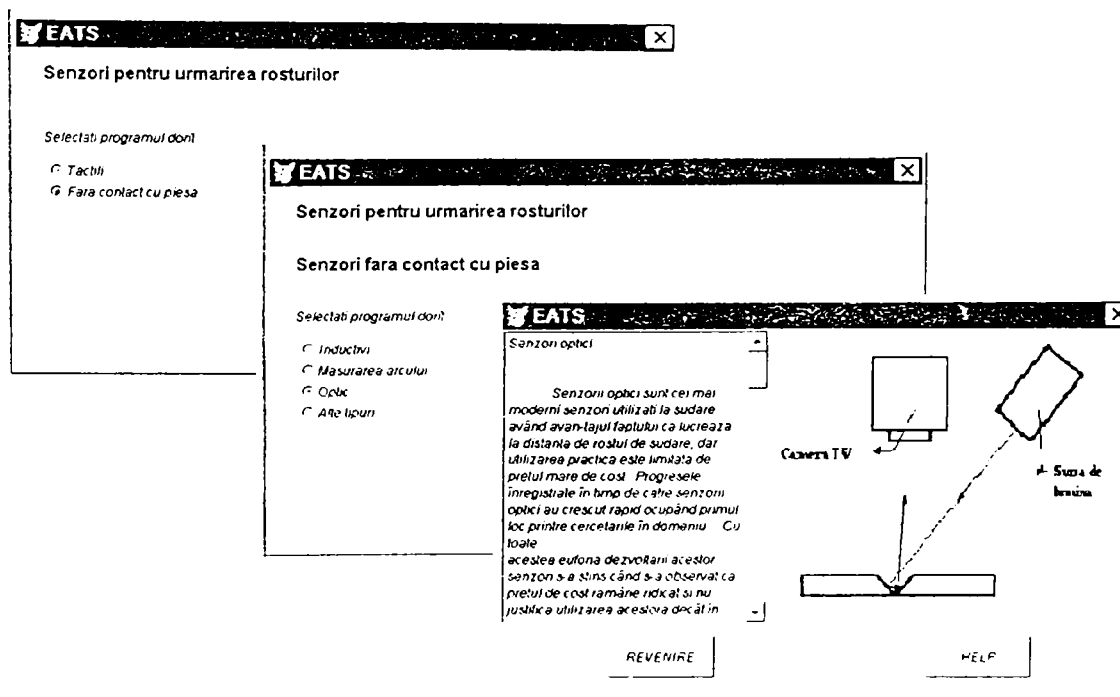 EATS
Senzori pentru urmarirea rosturilor
Selectati programul dorit
Tactili
Fara contact cu piesa
EATS
Senzori pentru urmarirea rosturilor
Senzori fara contact cu piesa
Selectati programul dorit
Inductivi
Masurarea arcului
Optic
Alte tipuri
EATS
Senzori optici
Senzorii optici sunt cei mai
moderni senzori utilizati la sudare
având avan-tajul faptului ca lucreaza
la distanta de rostul de sudare, dar
utilizarea practica este limitata de
pretul mare de cost Progresele
înregistrate în timp de catre senzorii
optici au crescut rapid ocupând primul
loc printre cercetarile în domeniu Cu
toate
acestea euforia dezvoltarii acestor
senzori s-a stins când s-a observat ca
pretul de cost ramâne ridicat si nu
justifica utilizarea acestora decât în
Camera TV
Sursa de
lumina
REVENIRE
HELP